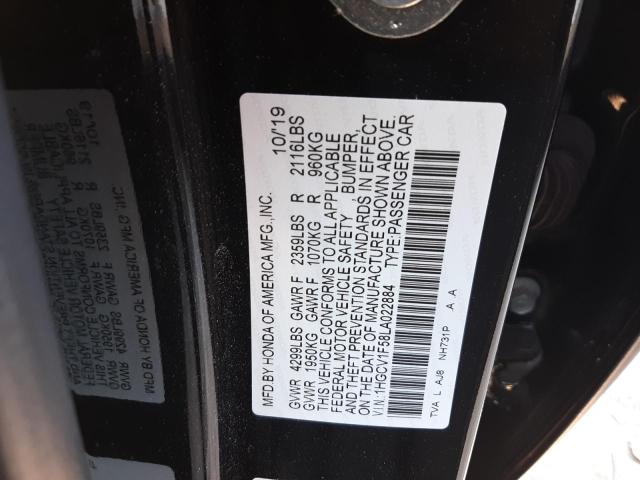 MFD.BY HONDA OF AMERICA MFG.,INC. 10/'19
GVWR 4299LBS GAWR F 2359LBS R 2116LBS
GVWR 1950KG GAWR F 1070KG R 960KG
THIS VEHICLE CONFORMS TO ALL APPLICABLE
FEDERAL MOTOR VEHICLE SAFETY, BUMPER,
AND THEFT PREVENTION STANDARDS IN EFFECT
ON THE DATE OF MANUFACTURE SHOWN ABOVE.
V.I.N.:1HGCV1F58LA022884 TYPE:PASSENGER CAR
TVA L AJ8 NH731P A A